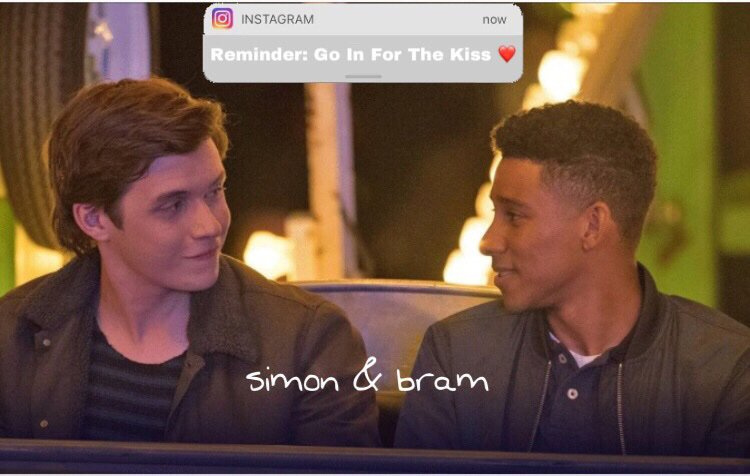 INSTAGRAM now
Reminder: Go In For The Kiss ❤️
simon & bram